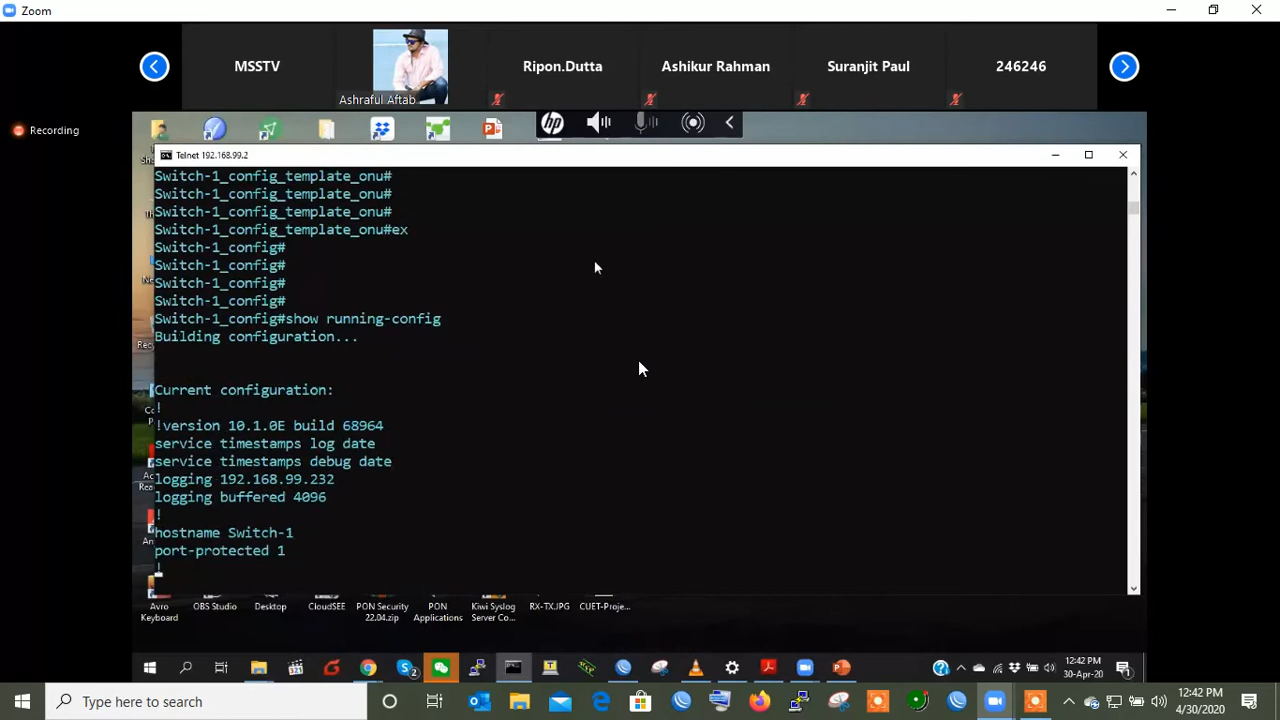 Zoom
MSSTV
Ashraful Aftab
Ripon.Dutta
Ashikur Rahman
Suranjit Paul
246246
Recording
hp
Telnet 192.168.99.2
Switch-1_config_template_onu#
Switch-1_config_template_onu#
Switch-1_config_template_onu#
Switch-1_config_template_onu#ex
Switch-1_config#
Switch-1_config#
Switch-1_config#
Switch-1_config#
Switch-1_config#show running-config
Building configuration...
Current configuration:
!
!version 10.1.0E build 68964
service timestamps log date
service timestamps debug date
logging 192.168.99.232
logging buffered 4096
!
hostname Switch-1
port-protected 1
!
Avro Keyboard
OBS Studio
Desktop
CloudSEE
PON Security 22.04.zip
PON Applications
Kiwi Syslog Server Co...
RX-TX.JPG
CUET-Proje...
12:42 PM
30-Apr-20
Type here to search
12:42 PM
4/30/2020